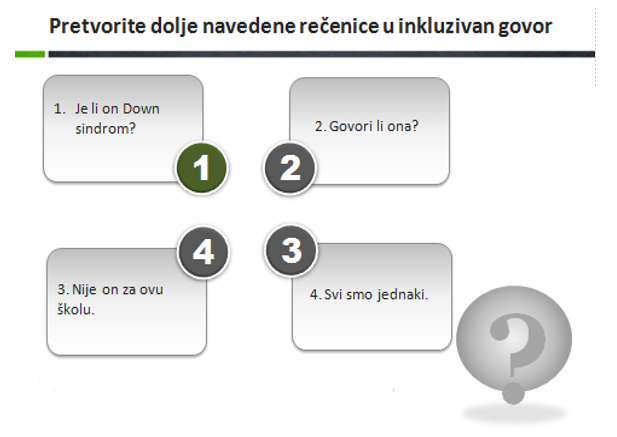 Pretvorite dolje navedene rečenice u inkluzivan govor
1. Je li on Down
sindrom?
1
2. Govori li ona?
2
4
3. Nije on za ovu
školu.
3
4. Svi smo jednaki.
?